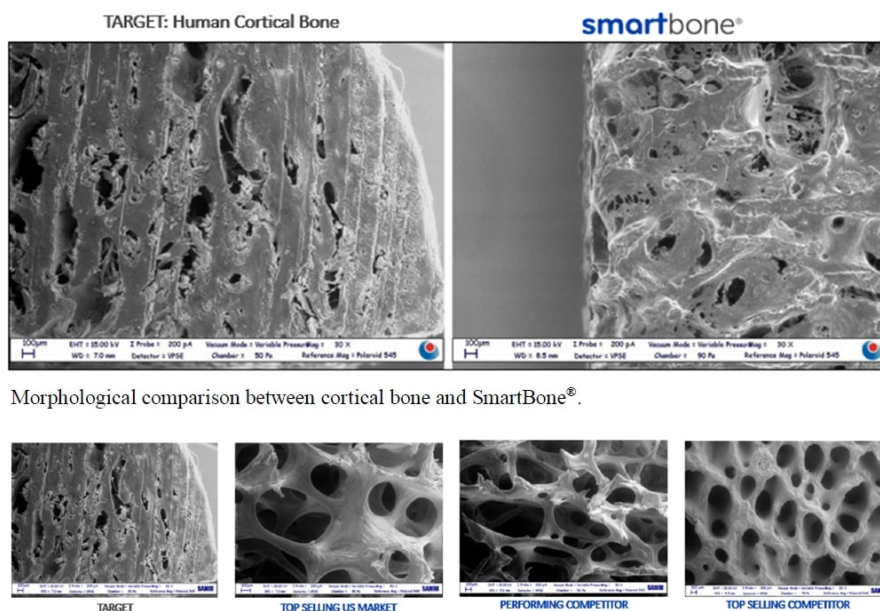 TARGET: Human Cortical Bone
smartbone®
100µm EHT = 15.00 kV I Probe = 200 pA Vacuum Mode = Variable Pressure Mag = 30 X
WD = 7.0 mm Detector = VPSE Chamber = 50 Pa Reference Mag = Polaroid 545
100µm EHT = 15.00 kV I Probe = 200 pA Vacuum Mode = Variable Pressure Mag = 30 X
WD = 8.5 mm Detector = VPSE Chamber = 90 Pa Reference Mag = Polaroid 545
Morphological comparison between cortical bone and SmartBone®.
TARGET
TOP SELLING US MARKET
PERFORMING COMPETITOR
TOP SELLING COMPETITOR